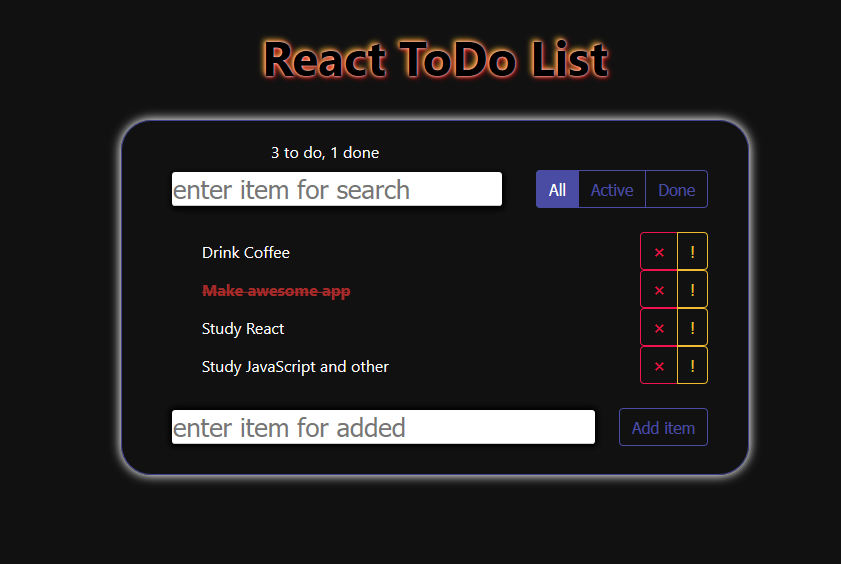 React ToDo List
3 to do, 1 done
enter item for search
All Active Done
Drink Coffee × !
Make awesome app × !
Study React × !
Study JavaScript and other × !
enter item for added Add item